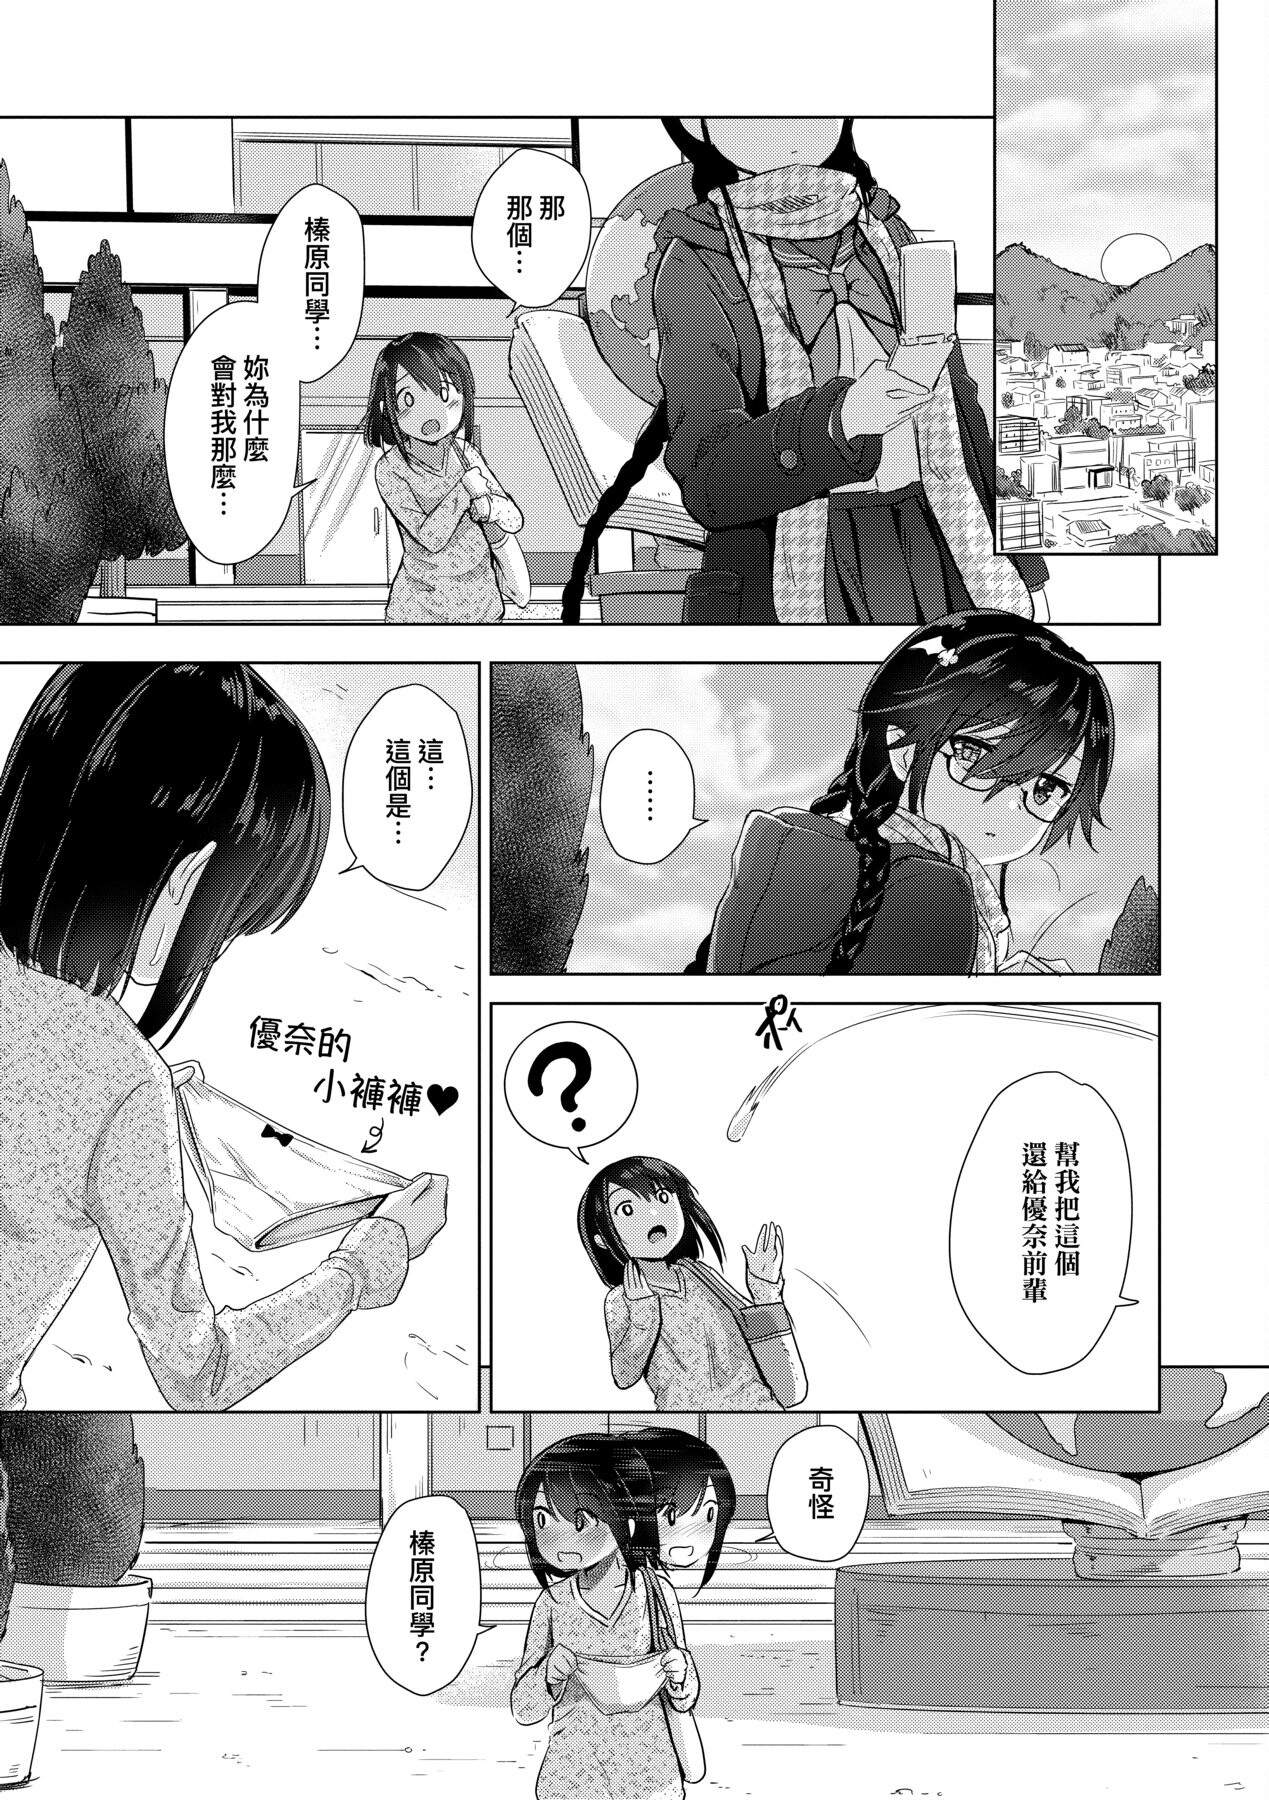 那
那個…
榛原同學…
妳為什麼
會對我那麼…
……
ポイ
?
幫我把這個
還給優奈前輩
這…
這個是…
優奈的
小褲褲♥
奇怪
榛原同學？